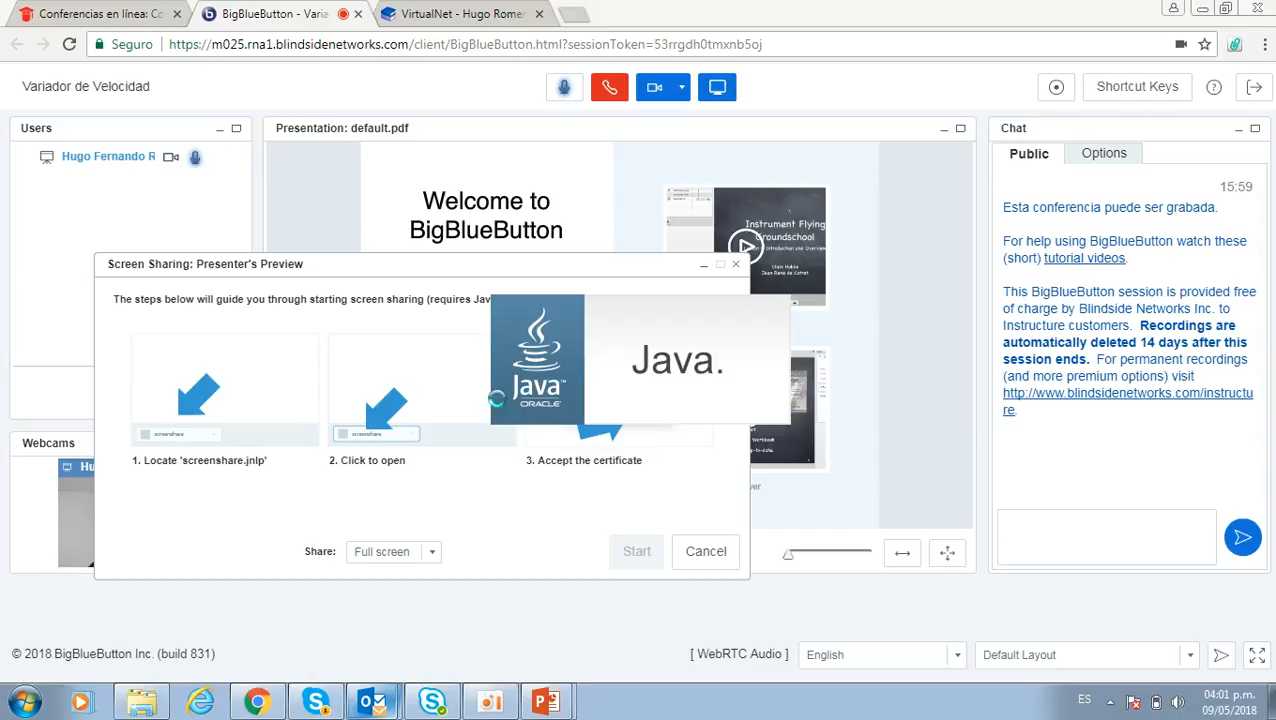 Conferencias en línea: Co
BigBlueButton - Varia
VirtualNet - Hugo Romer
Seguro
https://m025.rna1.blindsidenetworks.com/client/BigBlueButton.html?sessionToken=53rrgdh0tmxnb5oj
Variador de Velocidad
Shortcut Keys
Users
Hugo Fernando R
Presentation: default.pdf
Welcome to
BigBlueButton
Instrument Flying
Groundschool
Chat
Public
Options
15:59
Esta conferencia puede ser grabada.
For help using BigBlueButton watch these
(short) tutorial videos.
This BigBlueButton session is provided free
of charge by Blindside Networks Inc. to
Instructure customers. Recordings are
automatically deleted 14 days after this
session ends. For permanent recordings
(and more premium options) visit
http://www.blindsidenetworks.com/instructu
re.
Screen Sharing: Presenter's Preview
The steps below will guide you through starting screen sharing (requires Jav
Java™
ORACLE
Java.
screenshare
screenshare
1. Locate 'screenshare.jnlp'
2. Click to open
3. Accept the certificate
Share:
Full screen
Start
Cancel
Webcams
Hu
ver
© 2018 BigBlueButton Inc. (build 831)
[ WebRTC Audio ]
English
Default Layout
ES
04:01 p.m.
09/05/2018